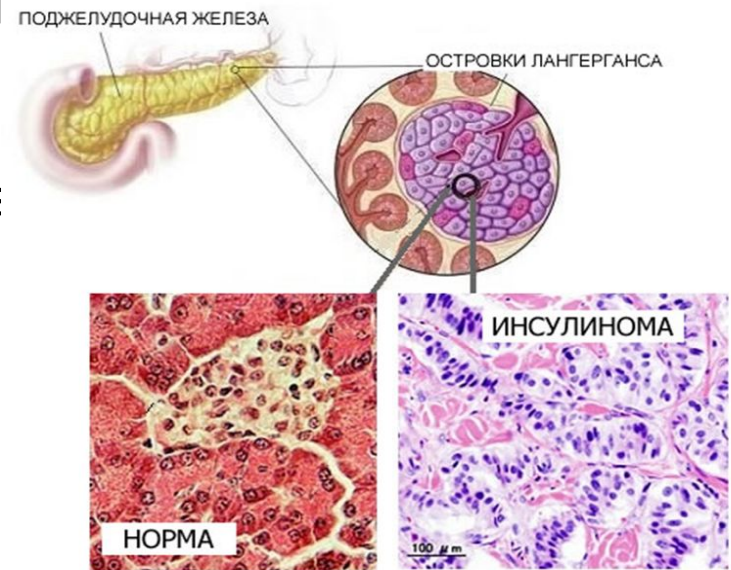 ПОДЖЕЛУДОЧНАЯ ЖЕЛЕЗА
ОСТРОВКИ ЛАНГЕРГАНСА
ИНСУЛИНОМА
НОРМА
100 μm